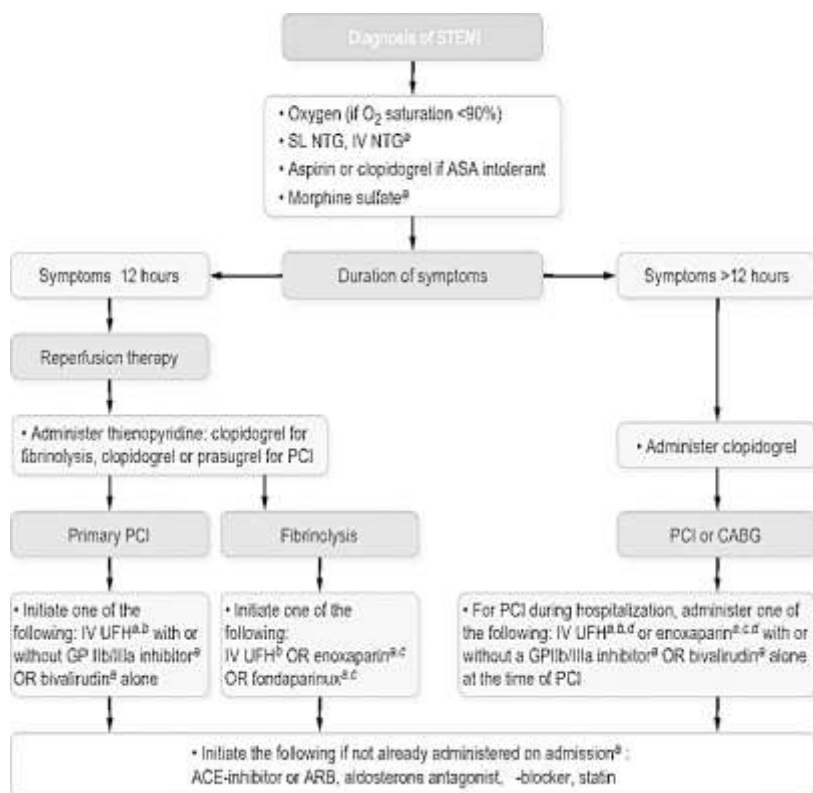 Diagnosis of STEMI
• Oxygen (if O2 saturation <90%)
• SL NTG, IV NTGa
• Aspirin or clopidogrel if ASA intolerant
• Morphine sulfatea
Symptoms 12 hours
Duration of symptoms
Symptoms >12 hours
Reperfusion therapy
• Administer thienopyridine: clopidogrel for
fibrinolysis, clopidogrel or prasugrel for PCI
• Administer clopidogrel
Primary PCI
Fibrinolysis
PCI or CABG
• Initiate one of the
following: IV UFHa,b with or
without GP IIb/IIIa inhibitora
OR bivalirudina alone
• Initiate one of the
following:
IV UFHb OR enoxaparina,c
OR fondaparinuxa,c
• For PCI during hospitalization, administer one of
the following: IV UFHa,b,d or enoxaparina,c,d with or
without a GPIIb/IIIa inhibitora OR bivalirudina alone
at the time of PCI
• Initiate the following if not already administered on admissiona :
ACE-inhibitor or ARB, aldosterone antagonist, -blocker, statin